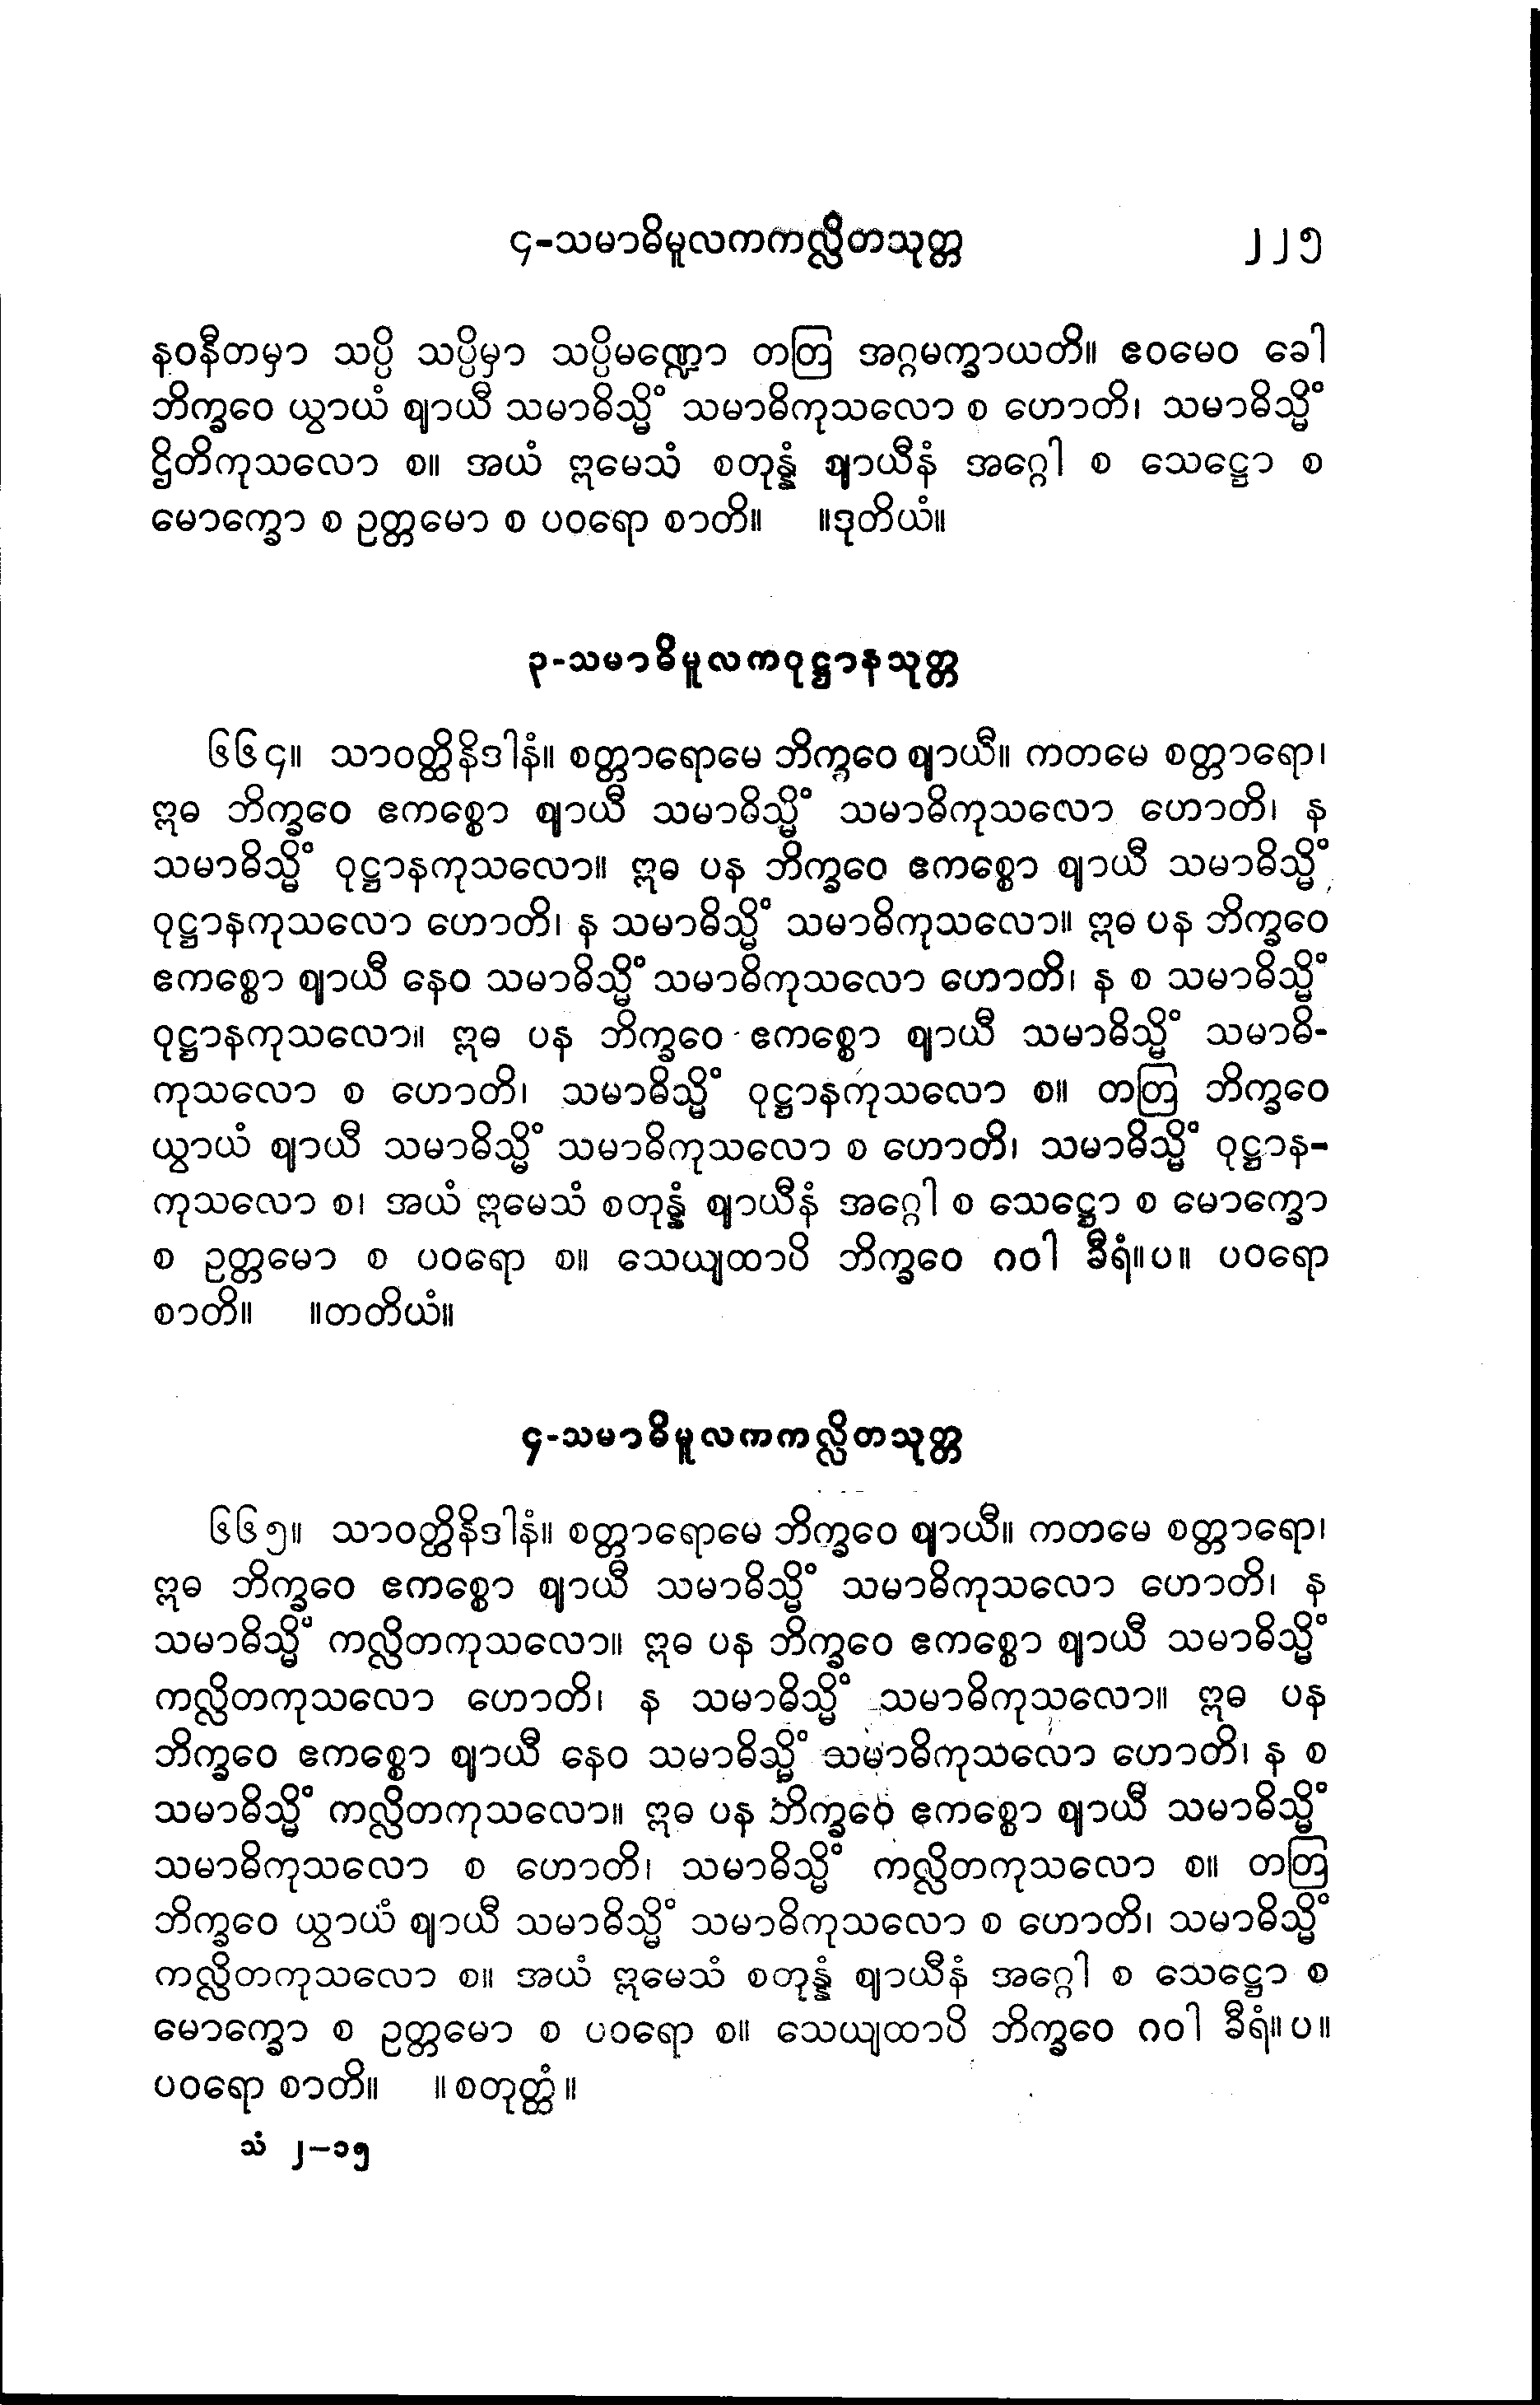 ၄-သမာဓိမူလကကလ္လိတသုတ္တ ၂၂၅
နဝနီတမှာ သပ္ပိ သပ္ပိမှာ သပ္ပိမဏ္ဍော တတြ အဂ္ဂမက္ခာယတိ။ ဧဝမေဝ ခေါ
ဘိက္ခဝေ ယွာယံ ဈာယီ သမာဓိသ္မိံ သမာဓိကုသလော စ ဟောတိ၊ သမာဓိသ္မိံ
ဌိတိကုသလော စ။ အယံ ဣမေသံ စတုန္နံ ဈာယီနံ အဂ္ဂေါ စ သေဋ္ဌော စ
မောက္ခော စ ဥတ္တမော စ ပဝရော စာတိ။ ။ဒုတိယံ။
၃-သမာဓိမူလကဝုဋ္ဌာနသုတ္တ
၆၆၄။ သာဝတ္ထိနိဒါနံ။ စတ္တာရောမေ ဘိက္ခဝေ ဈာယီ။ ကတမေ စတ္တာရော၊
ဣဓ ဘိက္ခဝေ ဧကစ္စော ဈာယီ သမာဓိသ္မိံ သမာဓိကုသလော ဟောတိ၊ န
သမာဓိသ္မိံ ဝုဋ္ဌာနကုသလော။ ဣဓ ပန ဘိက္ခဝေ ဧကစ္စော ဈာယီ သမာဓိသ္မိံ
ဝုဋ္ဌာနကုသလော ဟောတိ၊ န သမာဓိသ္မိံ သမာဓိကုသလော။ ဣဓ ပန ဘိက္ခဝေ
ဧကစ္စော ဈာယီ နေဝ သမာဓိသ္မိံ သမာဓိကုသလော ဟောတိ၊ န စ သမာဓိသ္မိံ
ဝုဋ္ဌာနကုသလော။ ဣဓ ပန ဘိက္ခဝေ ဧကစ္စော ဈာယီ သမာဓိသ္မိံ သမာဓိ-
ကုသလော စ ဟောတိ၊ သမာဓိသ္မိံ ဝုဋ္ဌာနကုသလော စ။ တတြ ဘိက္ခဝေ
ယွာယံ ဈာယီ သမာဓိသ္မိံ သမာဓိကုသလော စ ဟောတိ၊ သမာဓိသ္မိံ ဝုဋ္ဌာန-
ကုသလော စ၊ အယံ ဣမေသံ စတုန္နံ ဈာယီနံ အဂ္ဂေါ စ သေဋ္ဌော စ မောက္ခော
စ ဥတ္တမော စ ပဝရော စ။ သေယျထာပိ ဘိက္ခဝေ ဂဝါ ခီရံ။ပ။ ပဝရော
စာတိ။ ။တတိယံ။
၄-သမာဓိမူလကကလ္လိတသုတ္တ
၆၆၅။ သာဝတ္ထိနိဒါနံ။ စတ္တာရောမေ ဘိက္ခဝေ ဈာယီ။ ကတမေ စတ္တာရော၊
ဣဓ ဘိက္ခဝေ ဧကစ္စော ဈာယီ သမာဓိသ္မိံ သမာဓိကုသလော ဟောတိ၊ န
သမာဓိသ္မိံ ကလ္လိတကုသလော။ ဣဓ ပန ဘိက္ခဝေ ဧကစ္စော ဈာယီ သမာဓိသ္မိံ
ကလ္လိတကုသလော ဟောတိ၊ န သမာဓိသ္မိံ သမာဓိကုသလော။ ဣဓ ပန
ဘိက္ခဝေ ဧကစ္စော ဈာယီ နေဝ သမာဓိသ္မိံ သမာဓိကုသလော ဟောတိ၊ န စ
သမာဓိသ္မိံ ကလ္လိတကုသလော။ ဣဓ ပန ဘိက္ခဝေ ဧကစ္စော ဈာယီ သမာဓိသ္မိံ
သမာဓိကုသလော စ ဟောတိ၊ သမာဓိသ္မိံ ကလ္လိတကုသလော စ။ တတြ
ဘိက္ခဝေ ယွာယံ ဈာယီ သမာဓိသ္မိံ သမာဓိကုသလော စ ဟောတိ၊ သမာဓိသ္မိံ
ကလ္လိတကုသလော စ။ အယံ ဣမေသံ စတုန္နံ ဈာယီနံ အဂ္ဂေါ စ သေဋ္ဌော စ
မောက္ခော စ ဥတ္တမော စ ပဝရော စ။ သေယျထာပိ ဘိက္ခဝေ ဂဝါ ခီရံ။ပ။
ပဝရော စာတိ။ ။စတုတ္ထံ။
သံ ၂–၁၅